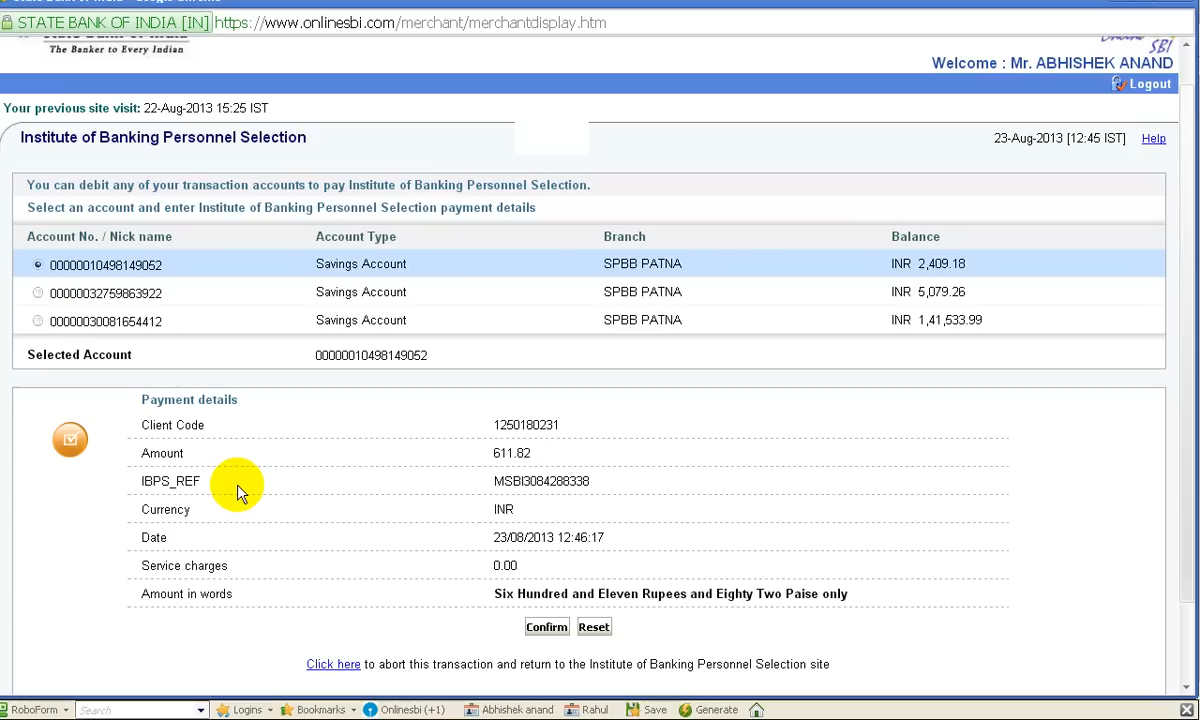 STATE BANK OF INDIA [IN] https://www.onlinesbi.com/merchant/merchantdisplay.htm
The Banker to Every Indian
SBI
Welcome : Mr. ABHISHEK ANAND
Logout
Your previous site visit: 22-Aug-2013 15:25 IST
Institute of Banking Personnel Selection
23-Aug-2013 [12:45 IST] Help
You can debit any of your transaction accounts to pay Institute of Banking Personnel Selection.
Select an account and enter Institute of Banking Personnel Selection payment details
Account No. / Nick name Account Type Branch Balance
00000010498149052 Savings Account SPBB PATNA INR 2,409.18
00000032759863922 Savings Account SPBB PATNA INR 5,079.26
00000030081654412 Savings Account SPBB PATNA INR 1,41,533.99
Selected Account 00000010498149052
Payment details
Client Code 1250180231
Amount 611.82
IBPS_REF MSBI3084288338
Currency INR
Date 23/08/2013 12:46:17
Service charges 0.00
Amount in words Six Hundred and Eleven Rupees and Eighty Two Paise only
Confirm Reset
Click here to abort this transaction and return to the Institute of Banking Personnel Selection site
RoboForm Search Logins Bookmarks Onlinesbi (+1) Abhishek anand Rahul Save Generate